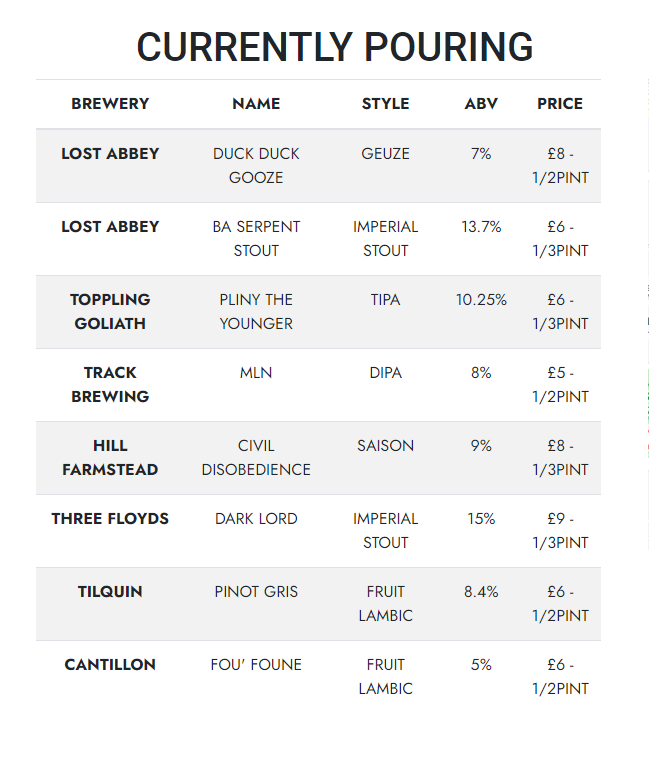 CURRENTLY POURING
BREWERY NAME STYLE ABV PRICE
LOST ABBEY DUCK DUCK GEUZE 7% £8 -
GOOZE 1/2PINT
LOST ABBEY BA SERPENT IMPERIAL 13.7% £6 -
STOUT STOUT 1/3PINT
TOPPLING PLINY THE TIPA 10.25% £6 -
GOLIATH YOUNGER 1/3PINT
TRACK MLN DIPA 8% £5 -
BREWING 1/2PINT
HILL CIVIL SAISON 9% £8 -
FARMSTEAD DISOBEDIENCE 1/3PINT
THREE FLOYDS DARK LORD IMPERIAL 15% £9 -
STOUT 1/3PINT
TILQUIN PINOT GRIS FRUIT 8.4% £6 -
LAMBIC 1/2PINT
CANTILLON FOU' FOUNE FRUIT 5% £6 -
LAMBIC 1/2PINT